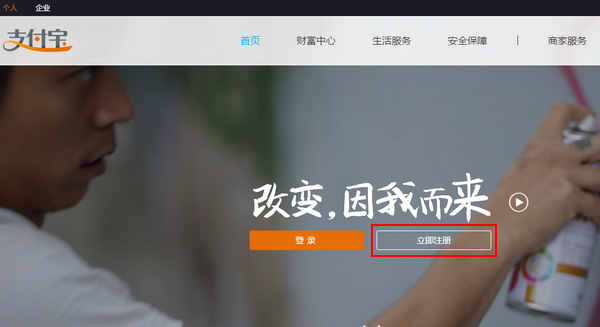 个人 企业
支付宝 首页 财富中心 生活服务 安全保障 商家服务
改变,因我而来
登 录 立即注册